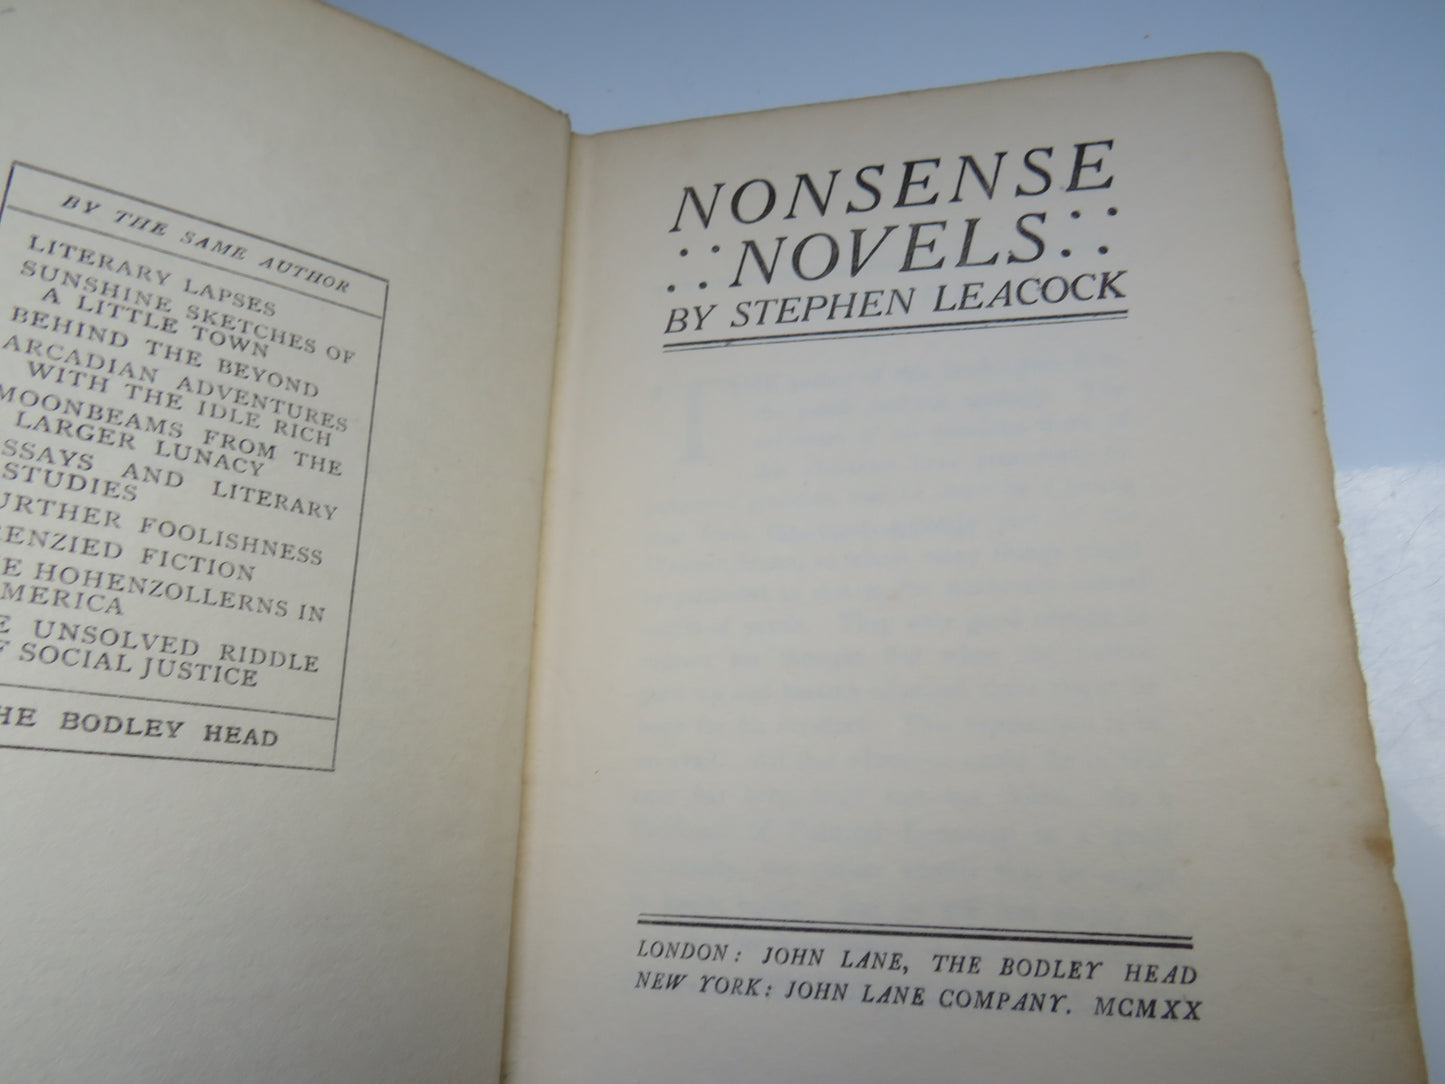 BY THE SAME AUTHOR
LITERARY LAPSES
SUNSHINE SKETCHES OF
A LITTLE TOWN
BEHIND THE BEYOND
ARCADIAN ADVENTURES
WITH THE IDLE RICH
MOONBEAMS FROM THE
LARGER LUNACY
SSAYS AND LITERARY
STUDIES
URTHER FOOLISHNESS
ENZIED FICTION
E HOHENZOLLERNS IN
MERICA
E UNSOLVED RIDDLE
F SOCIAL JUSTICE
HE BODLEY HEAD
NONSENSE
:: NOVELS ::
BY STEPHEN LEACOCK
LONDON: JOHN LANE, THE BODLEY HEAD
NEW YORK: JOHN LANE COMPANY. MCMXX